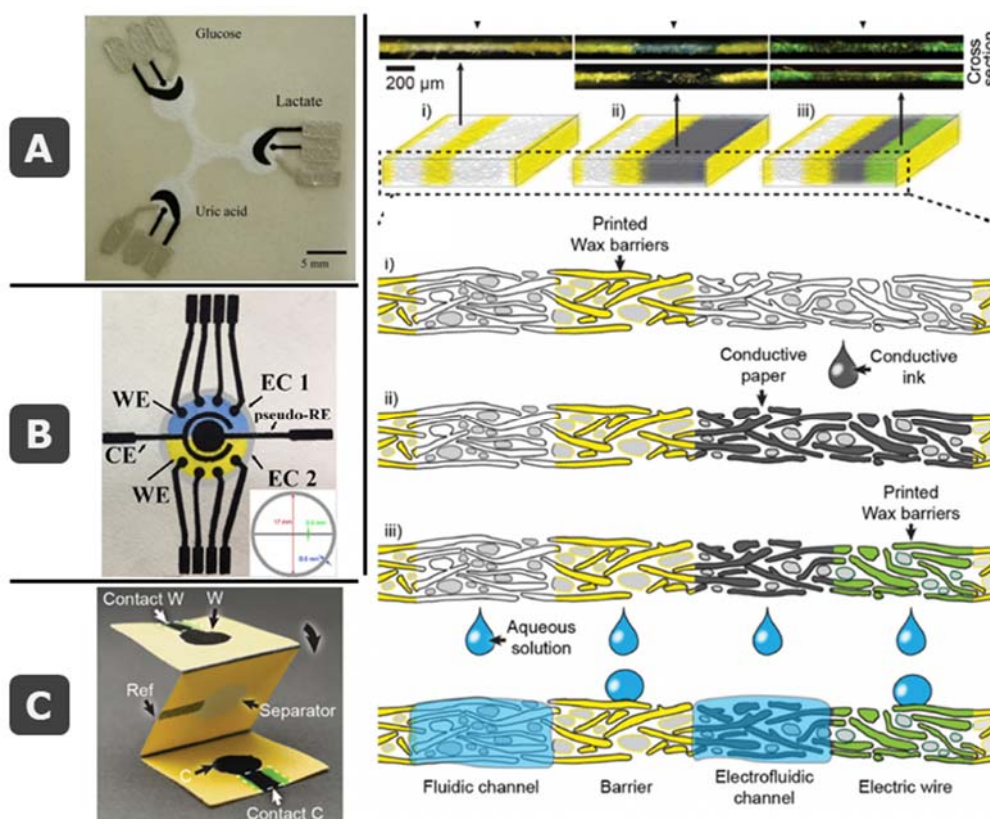 A
Glucose
Lactate
Uric acid
5 mm
B
WE
EC 1
pseudo-RE
CE
WE
EC 2
17 mm
C
Contact W
W
Ref
Separator
C
Contact C
Cross
section
200 µm
i)
ii)
iii)
Printed
Wax barriers
i)
Conductive
paper
Conductive
ink
ii)
Printed
Wax barriers
iii)
Aqueous
solution
Fluidic channel
Barrier
Electrofluidic
channel
Electric wire